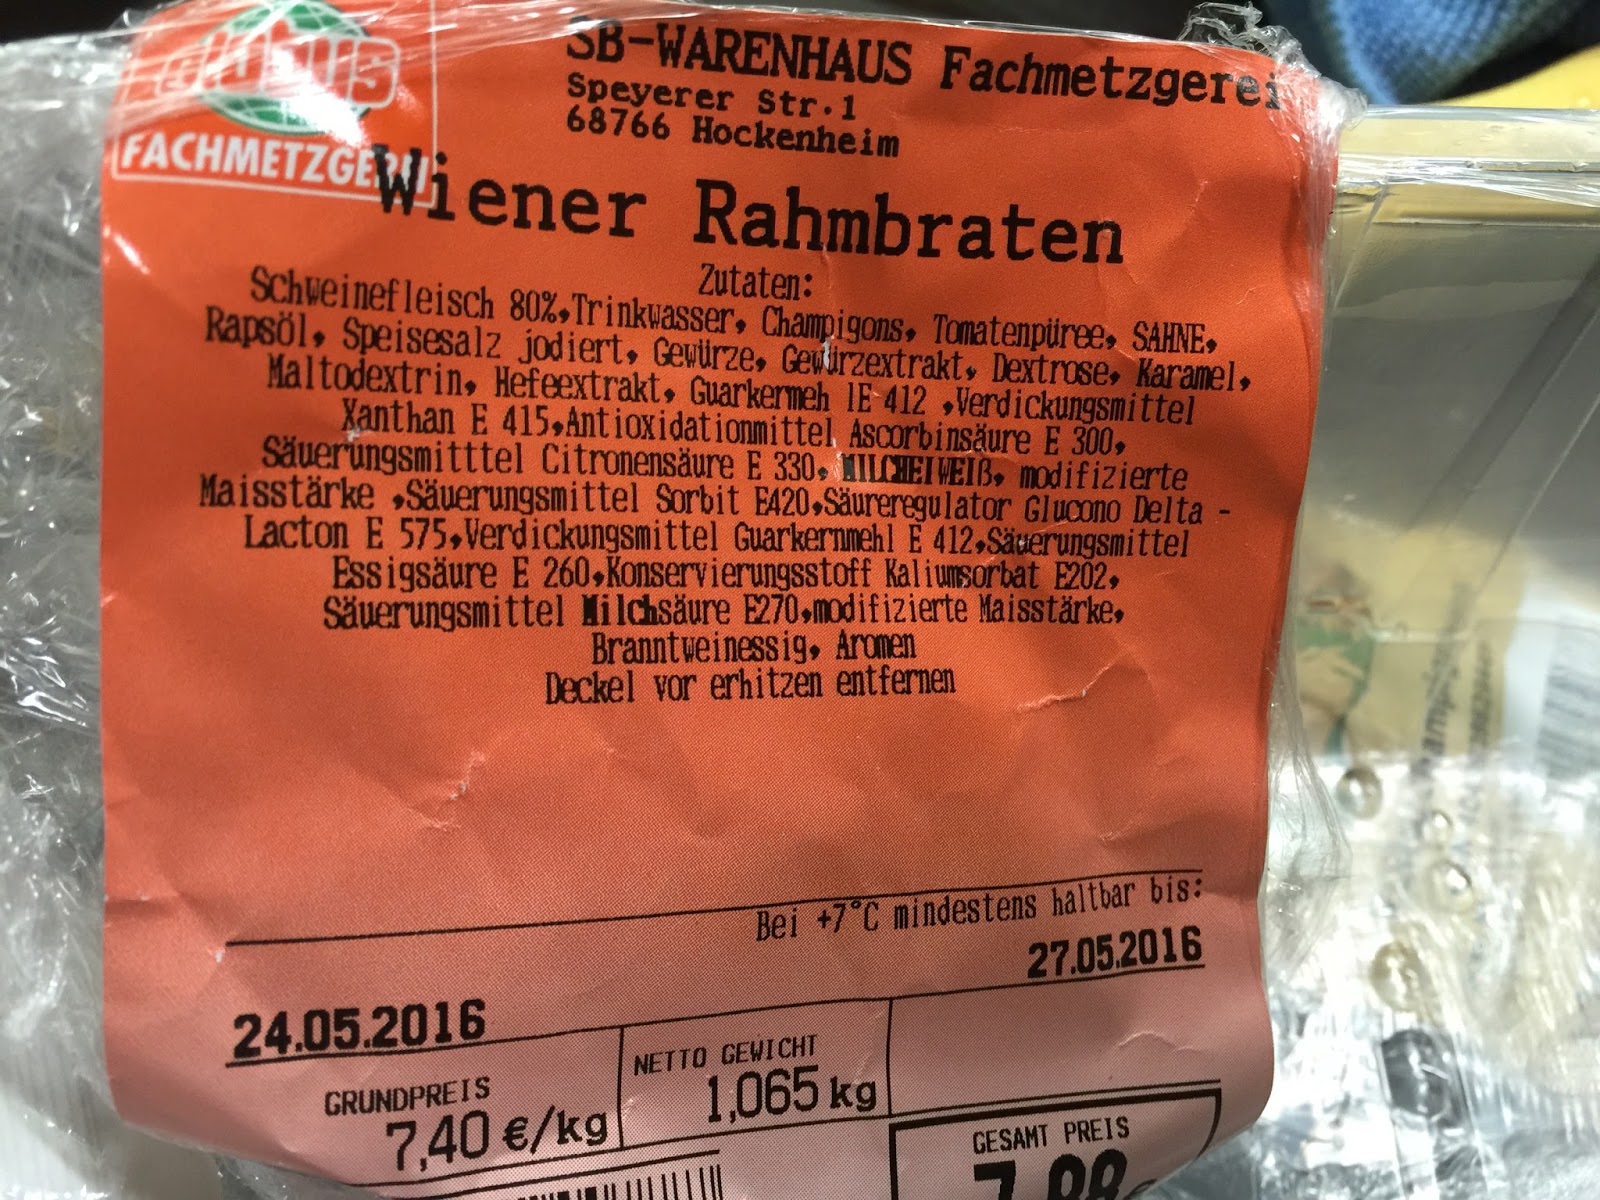 Globus
FACHMETZGEREI
SB-WARENHAUS Fachmetzgerei
Speyerer Str.1
68766 Hockenheim
Wiener Rahmbraten
Zutaten:
Schweinefleisch 80%,Trinkwasser, Champigons, Tomatenpüree, SAHNE,
Rapsöl, Speisesalz jodiert, Gewürze, Gewürzextrakt, Dextrose, Karamel,
Maltodextrin, Hefeextrakt, Guarkermeh lE 412 ,Verdickungsmittel
Xanthan E 415,Antioxidationmittel Ascorbinsäure E 300,
Säuerungsmitttel Citronensäure E 330, MILCHEIWEIß, modifizierte
Maisstärke ,Säuerungsmittel Sorbit E420,Säureregulator Glucono Delta -
Lacton E 575,Verdickungsmittel Guarkernmehl E 412,Säuerungsmittel
Essigsäure E 260,Konservierungsstoff Kaliumsorbat E202,
Säuerungsmittel Milchsäure E270,modifizierte Maisstärke,
Branntweinessig, Aromen
Deckel vor erhitzen entfernen
Bei +7°C mindestens haltbar bis:
27.05.2016
24.05.2016
GRUNDPREIS
7,40 €/kg
NETTO GEWICHT
1,065 kg
GESAMT PREIS
7,88